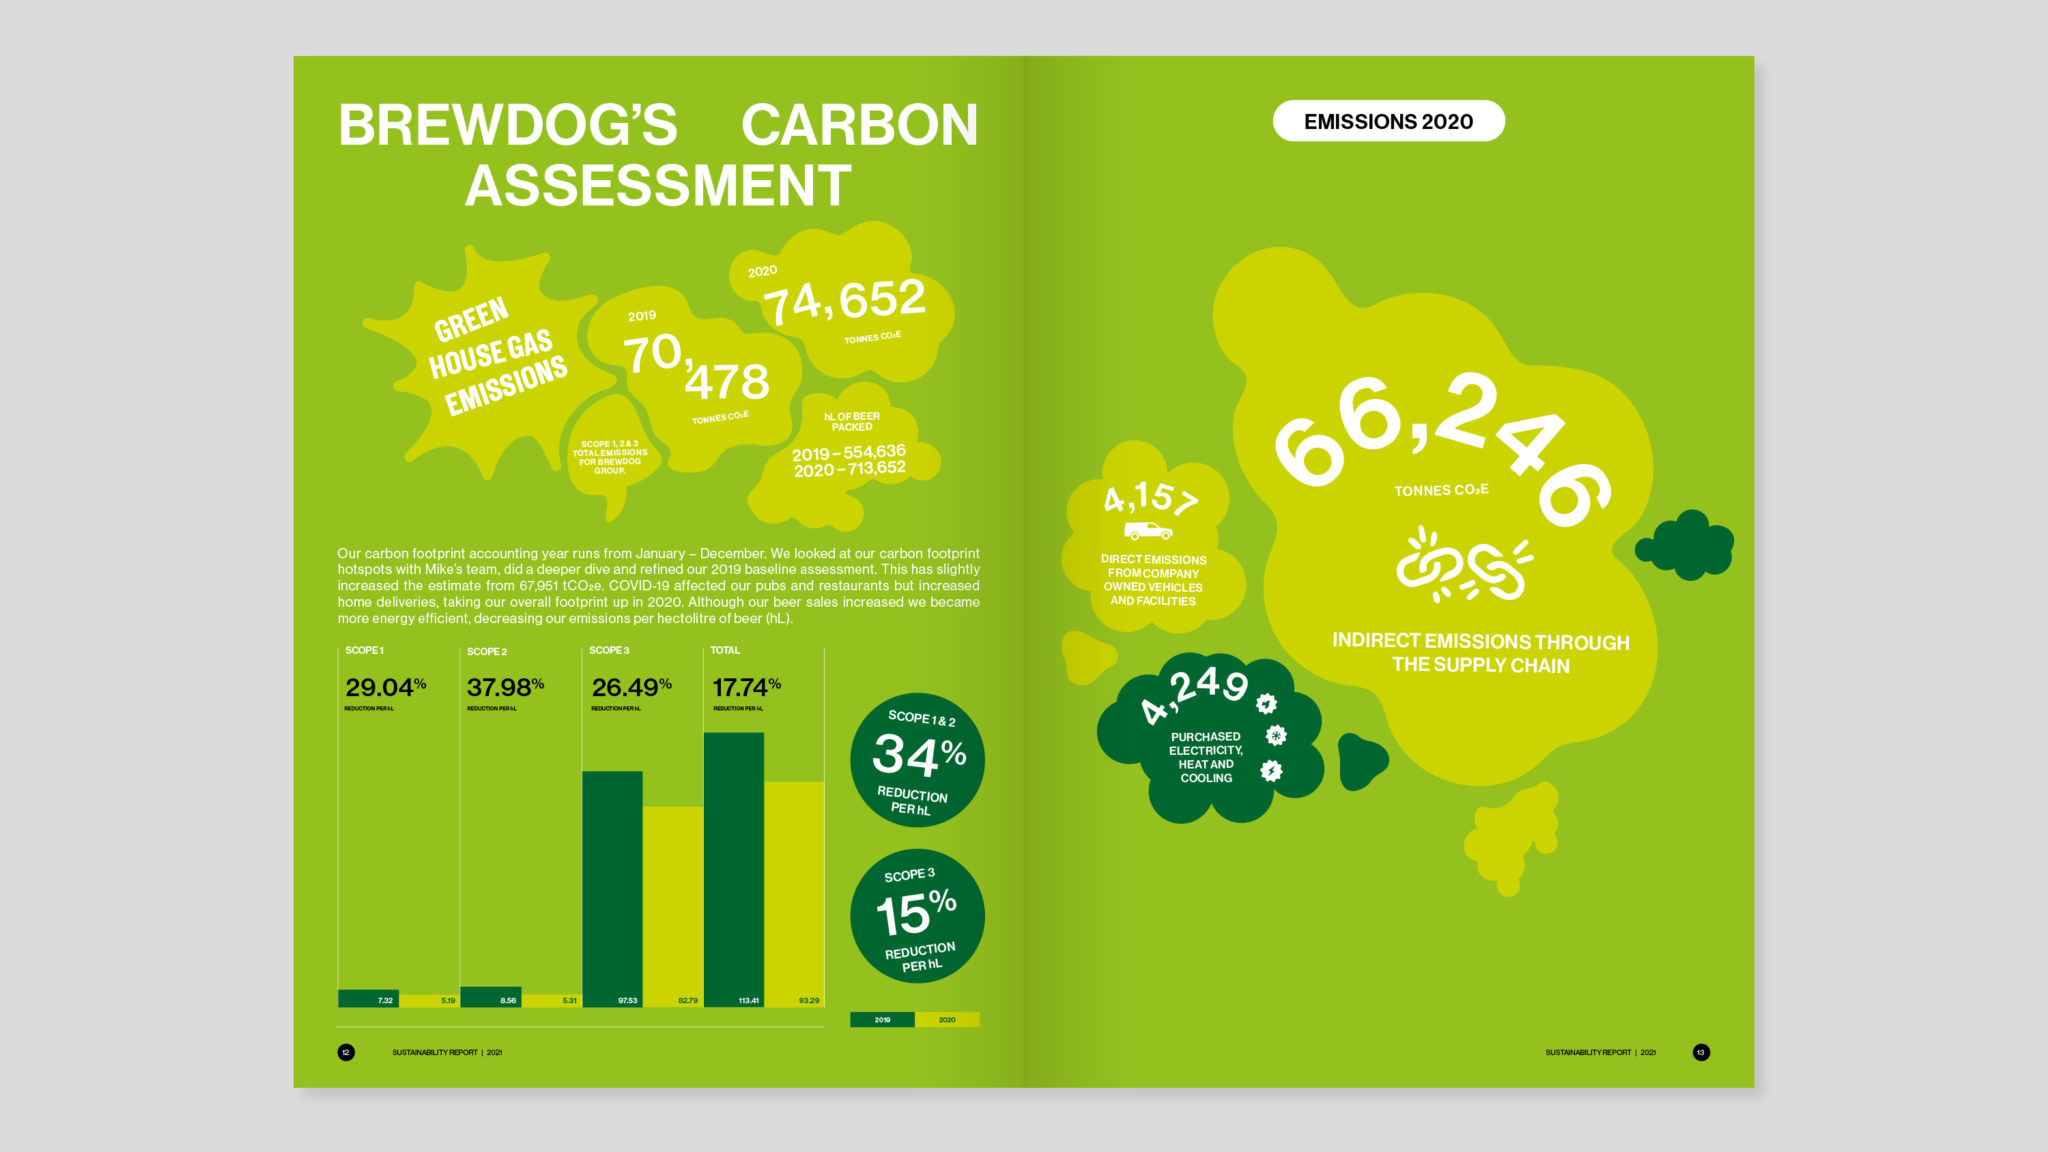 BREWDOG’S CARBON
ASSESSMENT
GREEN
HOUSE GAS
EMISSIONS
2019
70,
478
TONNES CO₂E
2020
74,652
TONNES CO₂E
SCOPE 1, 2 & 3
TOTAL EMISSIONS
FOR BREWDOG
GROUP.
hL OF BEER
PACKED
2019 – 554,636
2020 – 713,652
Our carbon footprint accounting year runs from January – December. We looked at our carbon footprint
hotspots with Mike’s team, did a deeper dive and refined our 2019 baseline assessment. This has slightly
increased the estimate from 67,951 tCO₂e. COVID-19 affected our pubs and restaurants but increased
home deliveries, taking our overall footprint up in 2020. Although our beer sales increased we became
more energy efficient, decreasing our emissions per hectolitre of beer (hL).
SCOPE 1
29.04%
REDUCTION PER hL
7.32
5.19
SCOPE 2
37.98%
REDUCTION PER hL
8.56
5.31
SCOPE 3
26.49%
REDUCTION PER hL
97.53
82.79
TOTAL
17.74%
REDUCTION PER hL
113.41
93.29
SCOPE 1 & 2
34%
REDUCTION
PER hL
SCOPE 3
15%
REDUCTION
PER hL
2019
2020
12
SUSTAINABILITY REPORT | 2021
EMISSIONS 2020
66,246
TONNES CO₂E
INDIRECT EMISSIONS THROUGH
THE SUPPLY CHAIN
4,157
DIRECT EMISSIONS
FROM COMPANY
OWNED VEHICLES
AND FACILITIES
4,249
PURCHASED
ELECTRICITY,
HEAT AND
COOLING
SUSTAINABILITY REPORT | 2021
13